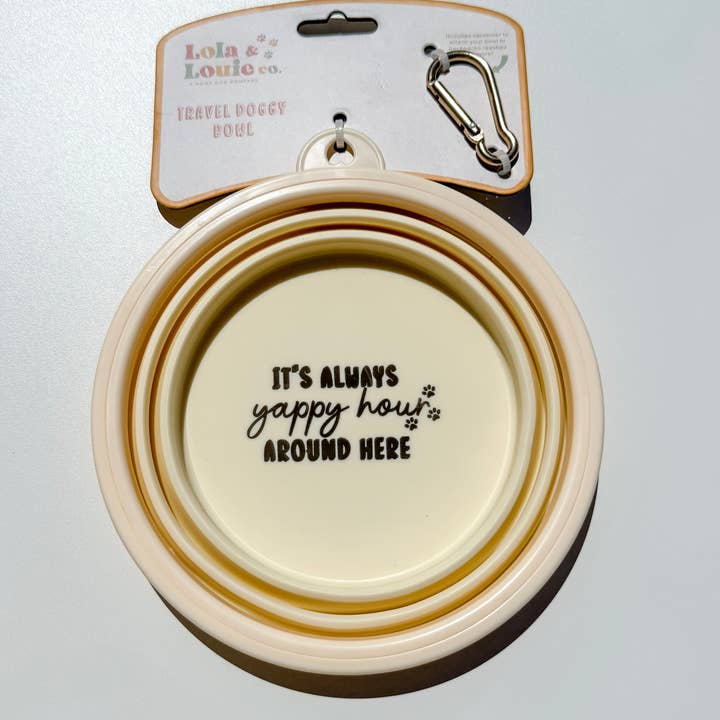 Lola &
Louie co.
TRAVEL DOGGY
BOWL
IT'S ALWAYS
yappy hour
AROUND HERE